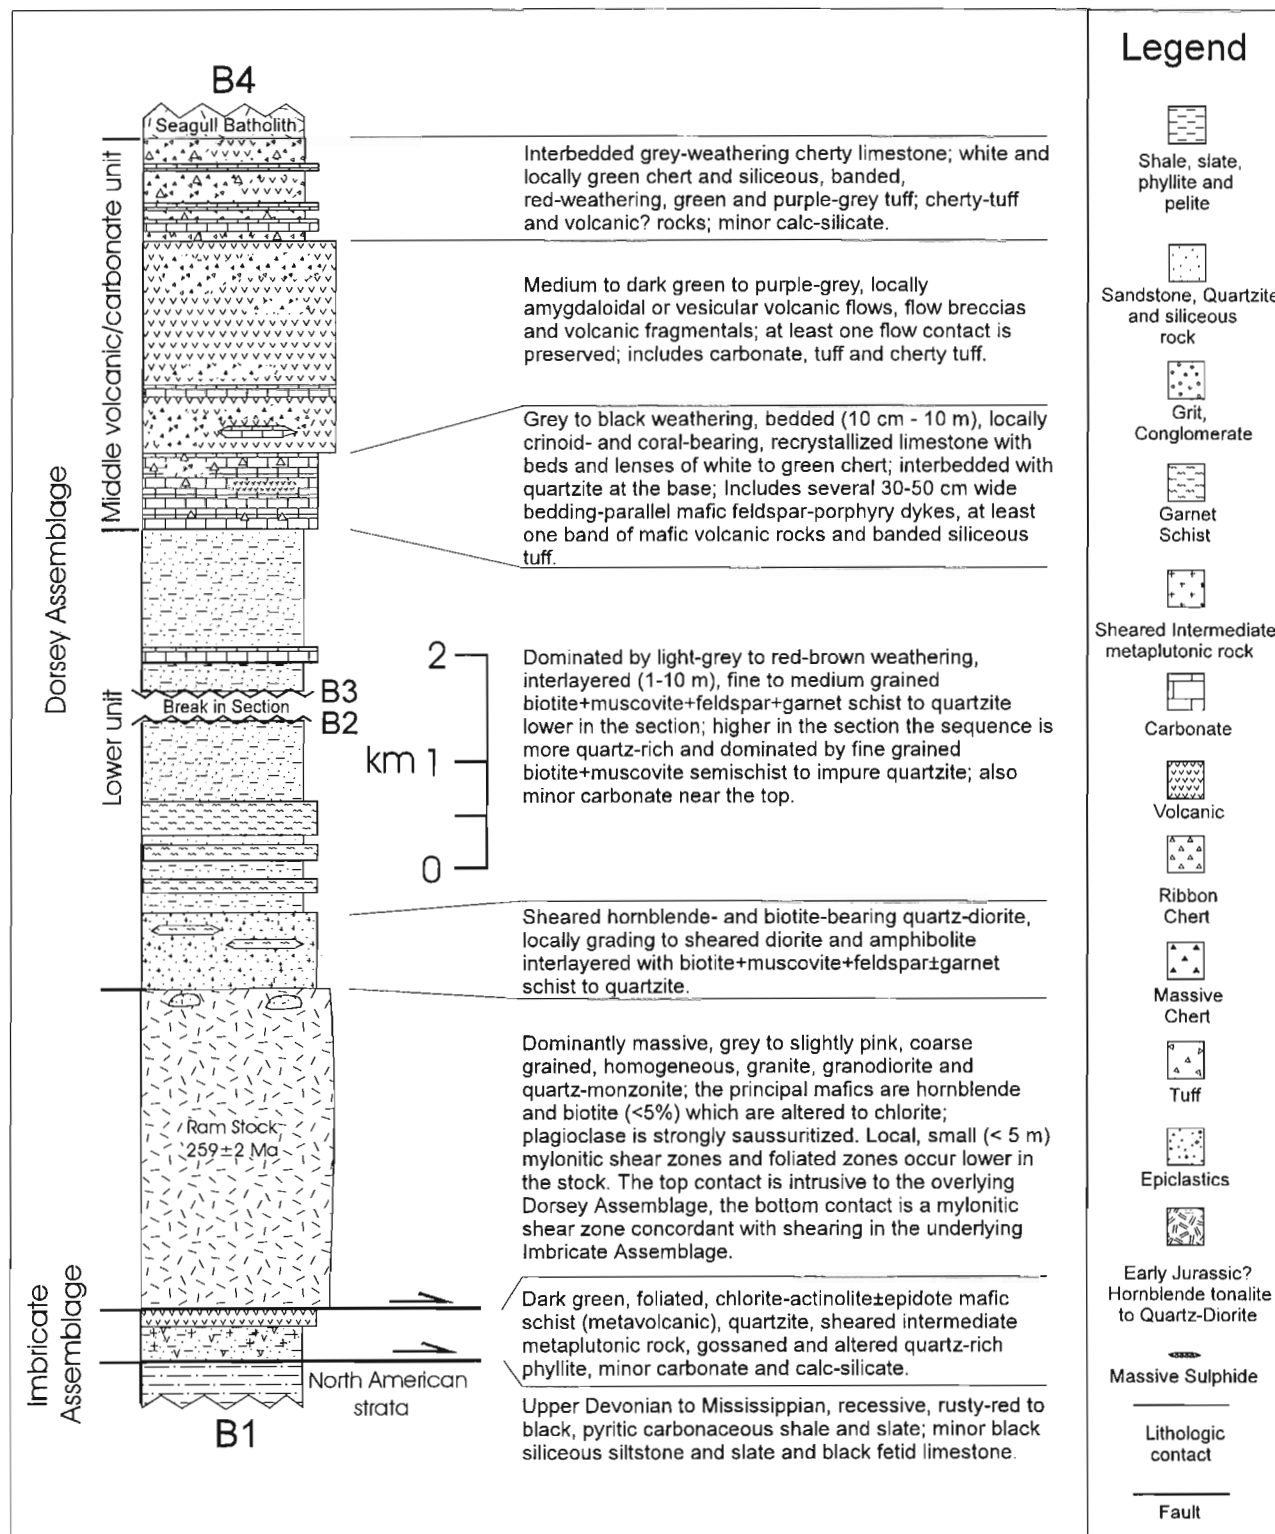 B4
Seagull Batholith
Middle volcanic/carbonate unit
Dorsey Assemblage
Lower unit
Interbedded grey-weathering cherty limestone; white and
locally green chert and siliceous, banded,
red-weathering, green and purple-grey tuff; cherty-tuff
and volcanic? rocks; minor calc-silicate.
Medium to dark green to purple-grey, locally
amygdaloidal or vesicular volcanic flows, flow breccias
and volcanic fragmentals; at least one flow contact is
preserved; includes carbonate, tuff and cherty tuff.
Grey to black weathering, bedded (10 cm - 10 m), locally
crinoid- and coral-bearing, recrystallized limestone with
beds and lenses of white to green chert; interbedded with
quartzite at the base; Includes several 30-50 cm wide
bedding-parallel mafic feldspar-porphyry dykes, at least
one band of mafic volcanic rocks and banded siliceous
tuff.
B3
Break in Section
B2
2
km 1
0
Dominated by light-grey to red-brown weathering,
interlayered (1-10 m), fine to medium grained
biotite+muscovite+feldspar+garnet schist to quartzite
lower in the section; higher in the section the sequence is
more quartz-rich and dominated by fine grained
biotite+muscovite semischist to impure quartzite; also
minor carbonate near the top.
Sheared hornblende- and biotite-bearing quartz-diorite,
locally grading to sheared diorite and amphibolite
interlayered with biotite+muscovite+feldspar±garnet
schist to quartzite.
Ram Stock
259±2 Ma
Dominantly massive, grey to slightly pink, coarse
grained, homogeneous, granite, granodiorite and
quartz-monzonite; the principal mafics are hornblende
and biotite (<5%) which are altered to chlorite;
plagioclase is strongly saussuritized. Local, small (< 5 m)
mylonitic shear zones and foliated zones occur lower in
the stock. The top contact is intrusive to the overlying
Dorsey Assemblage, the bottom contact is a mylonitic
shear zone concordant with shearing in the underlying
Imbricate Assemblage.
Imbricate
Assemblage
Dark green, foliated, chlorite-actinolite±epidote mafic
schist (metavolcanic), quartzite, sheared intermediate
metaplutonic rock, gossaned and altered quartz-rich
phyllite, minor carbonate and calc-silicate.
North American
strata
B1
Upper Devonian to Mississippian, recessive, rusty-red to
black, pyritic carbonaceous shale and slate; minor black
siliceous siltstone and slate and black fetid limestone.
Legend
Shale, slate,
phyllite and
pelite
Sandstone, Quartzite
and siliceous
rock
Grit,
Conglomerate
Garnet
Schist
Sheared Intermediate
metaplutonic rock
Carbonate
Volcanic
Ribbon
Chert
Massive
Chert
Tuff
Epiclastics
Early Jurassic?
Hornblende tonalite
to Quartz-Diorite
Massive Sulphide
Lithologic
contact
Fault